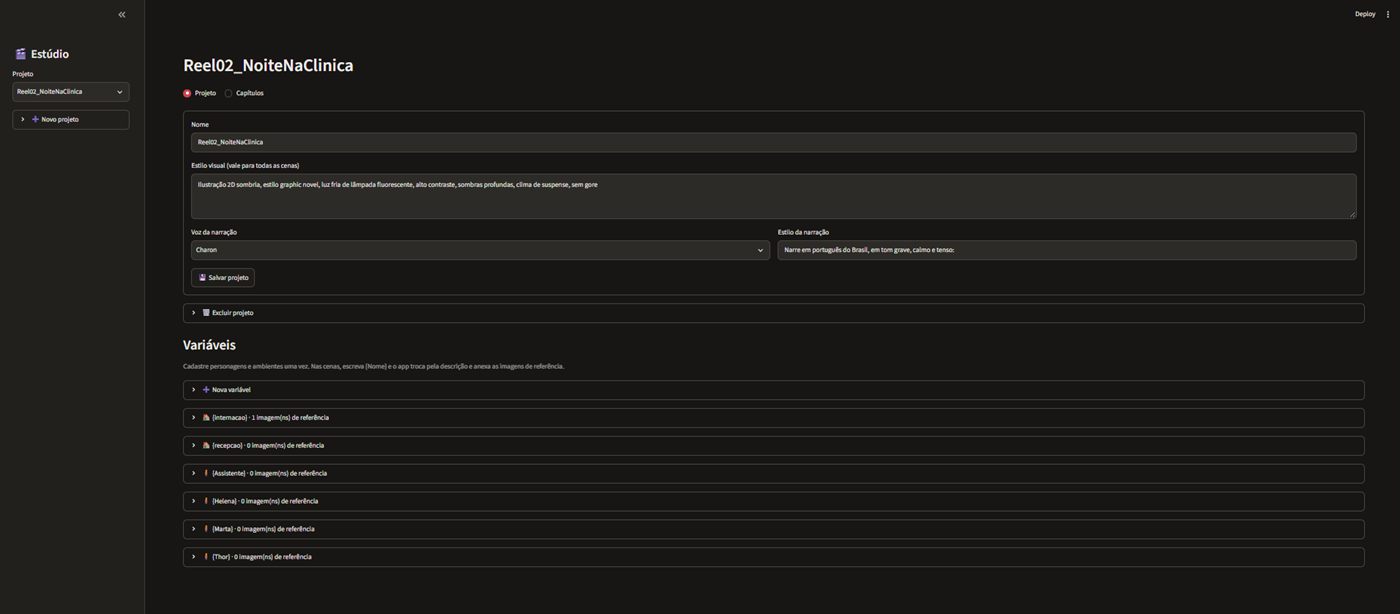 Deploy
Estúdio
Projeto
Reel02_NoiteNaClinica
Novo projeto
Reel02_NoiteNaClinica
Projeto
Capítulos
Nome
Reel02_NoiteNaClinica
Estilo visual (vale para todas as cenas)
Ilustração 2D sombria, estilo graphic novel, luz fria de lâmpada fluorescente, alto contraste, sombras profundas, clima de suspense, sem gore
Voz da narração
Estilo da narração
Charon
Narre em português do Brasil, em tom grave, calmo e tenso:
Salvar projeto
Excluir projeto
Variáveis
Cadastre personagens e ambientes uma vez. Nas cenas, escreva {Nome} e o app troca pela descrição e anexa as imagens de referência.
Nova variável
{internacao} · 1 imagem(ns) de referência
{recepcao} · 0 imagem(ns) de referência
{Assistente} · 0 imagem(ns) de referência
{Helena} · 0 imagem(ns) de referência
{Marta} · 0 imagem(ns) de referência
{Thor} · 0 imagem(ns) de referência